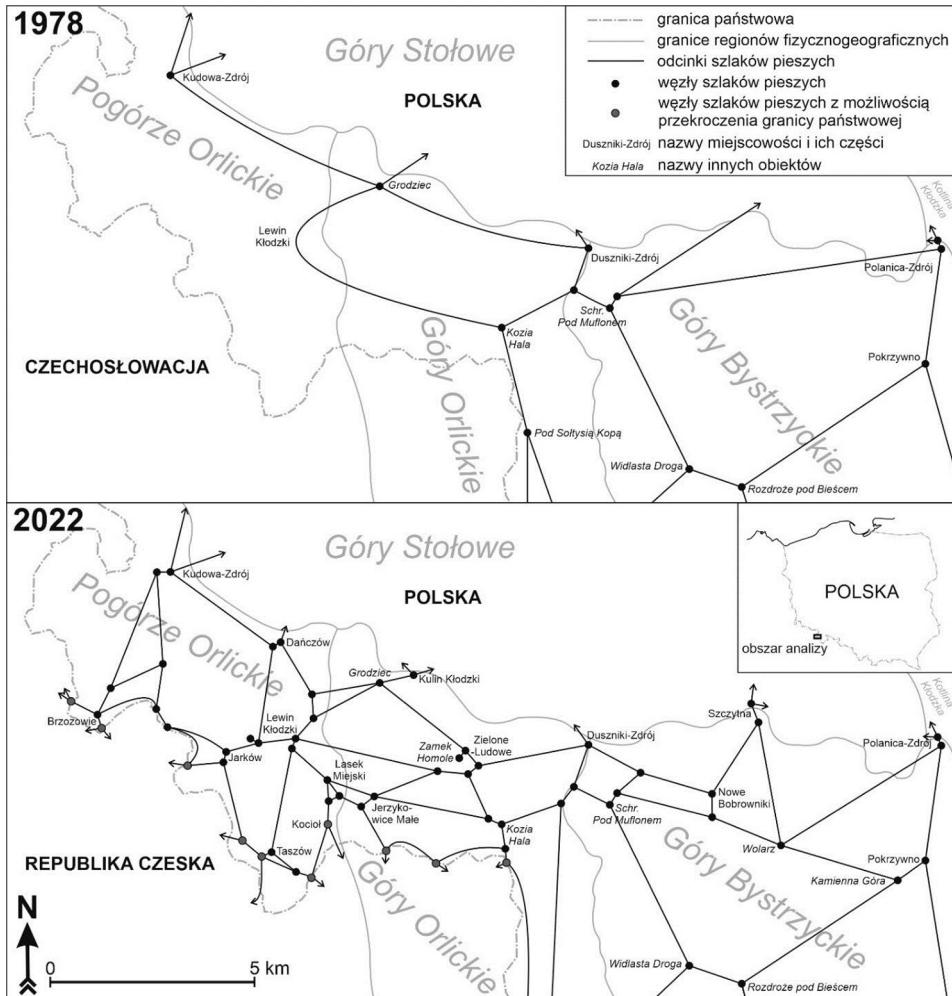 1978
Góry Stołowe
Kudowa-Zdrój
POLSKA
Pogórze Orlickie
granica państwowa
granice regionów fizycznogeograficznych
odcinki szlaków pieszych
węzły szlaków pieszych
węzły szlaków pieszych z możliwością
przekroczenia granicy państwowej
Duszniki-Zdrój nazwy miejscowości i ich części
Kozia Hala nazwy innych obiektów
Kotlina
Kłodzka
Grodziec
Lewin
Kłodzki
Duszniki-Zdrój
Polanica-Zdrój
Schr.
Pod Muflonem
Kozia
Hala
CZECHOSŁOWACJA
Góry Orlickie
Góry Bystrzyckie
Pokrzywno
Pod Sołtysią Kopą
Widlasta Droga
Rozdroże pod Bieścem
2022
Góry Stołowe
Kudowa-Zdrój
POLSKA
Pogórze Orlickie
POLSKA
obszar analizy
Dańczów
Grodziec
Kulin Kłodzki
Kotlina
Kłodzka
Brzozowie
Lewin
Kłodzki
Jarków
Zamek
Homole
Zielone
-Ludowe
Duszniki-Zdrój
Szczytna
Polanica-Zdrój
Lasek
Miejski
Jerzyko-
wice Małe
Kocioł
Kozia
Hala
Schr.
Pod Muflonem
Nowe
Bobrowniki
Wolarz
Taszów
REPUBLIKA CZESKA
Góry Orlickie
Góry Bystrzyckie
Pokrzywno
Kamienna Góra
N
0 5 km
Widlasta Droga
Rozdroże pod Bieścem